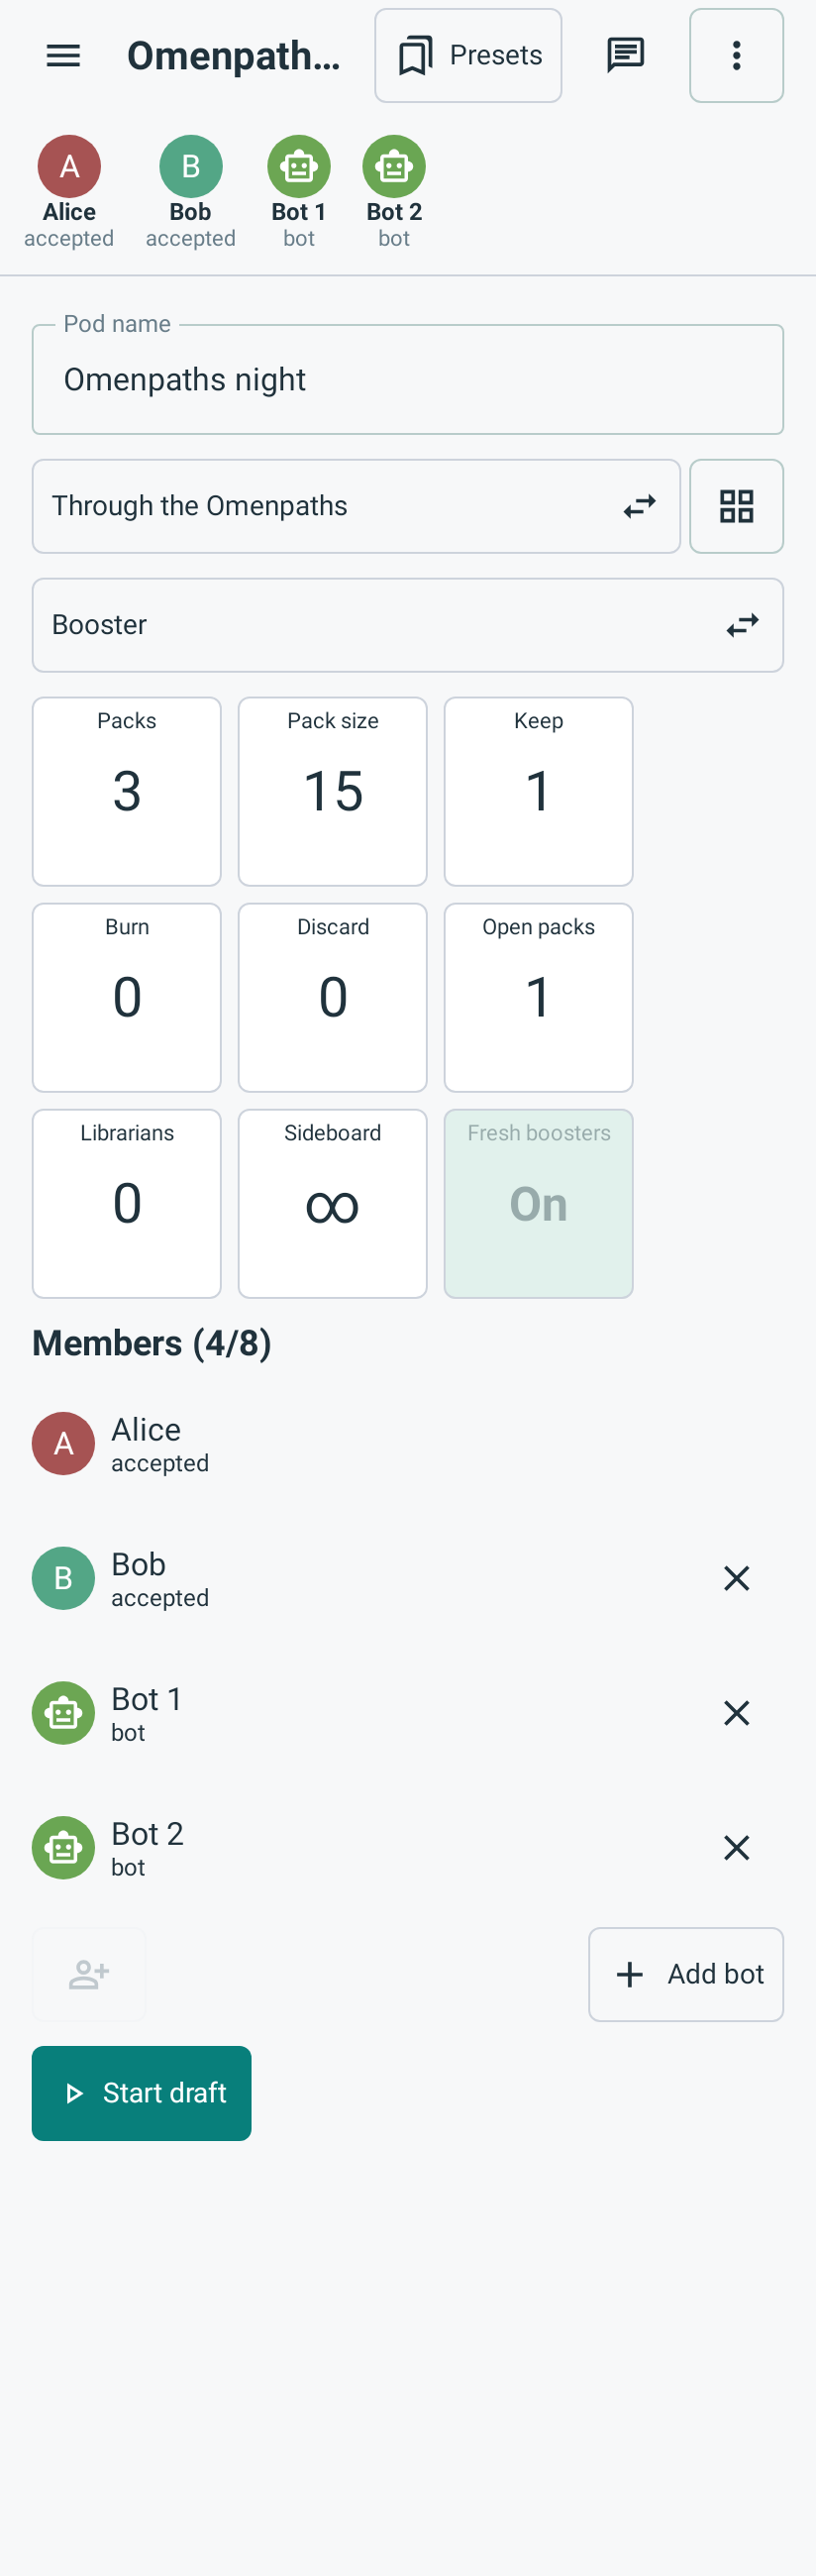 Omenpath...
Presets
A
B
Alice
Bob
Bot 1
Bot 2
accepted
accepted
bot
bot
Pod name
Omenpaths night
Through the Omenpaths
Booster
Packs
Pack size
Keep
3
15
1
Burn
Discard
Open packs
0
0
1
Librarians
Sideboard
Fresh boosters
0
∞
On
Members (4/8)
A
Alice
accepted
B
Bob
accepted
Bot 1
bot
Bot 2
bot
Add bot
Start draft